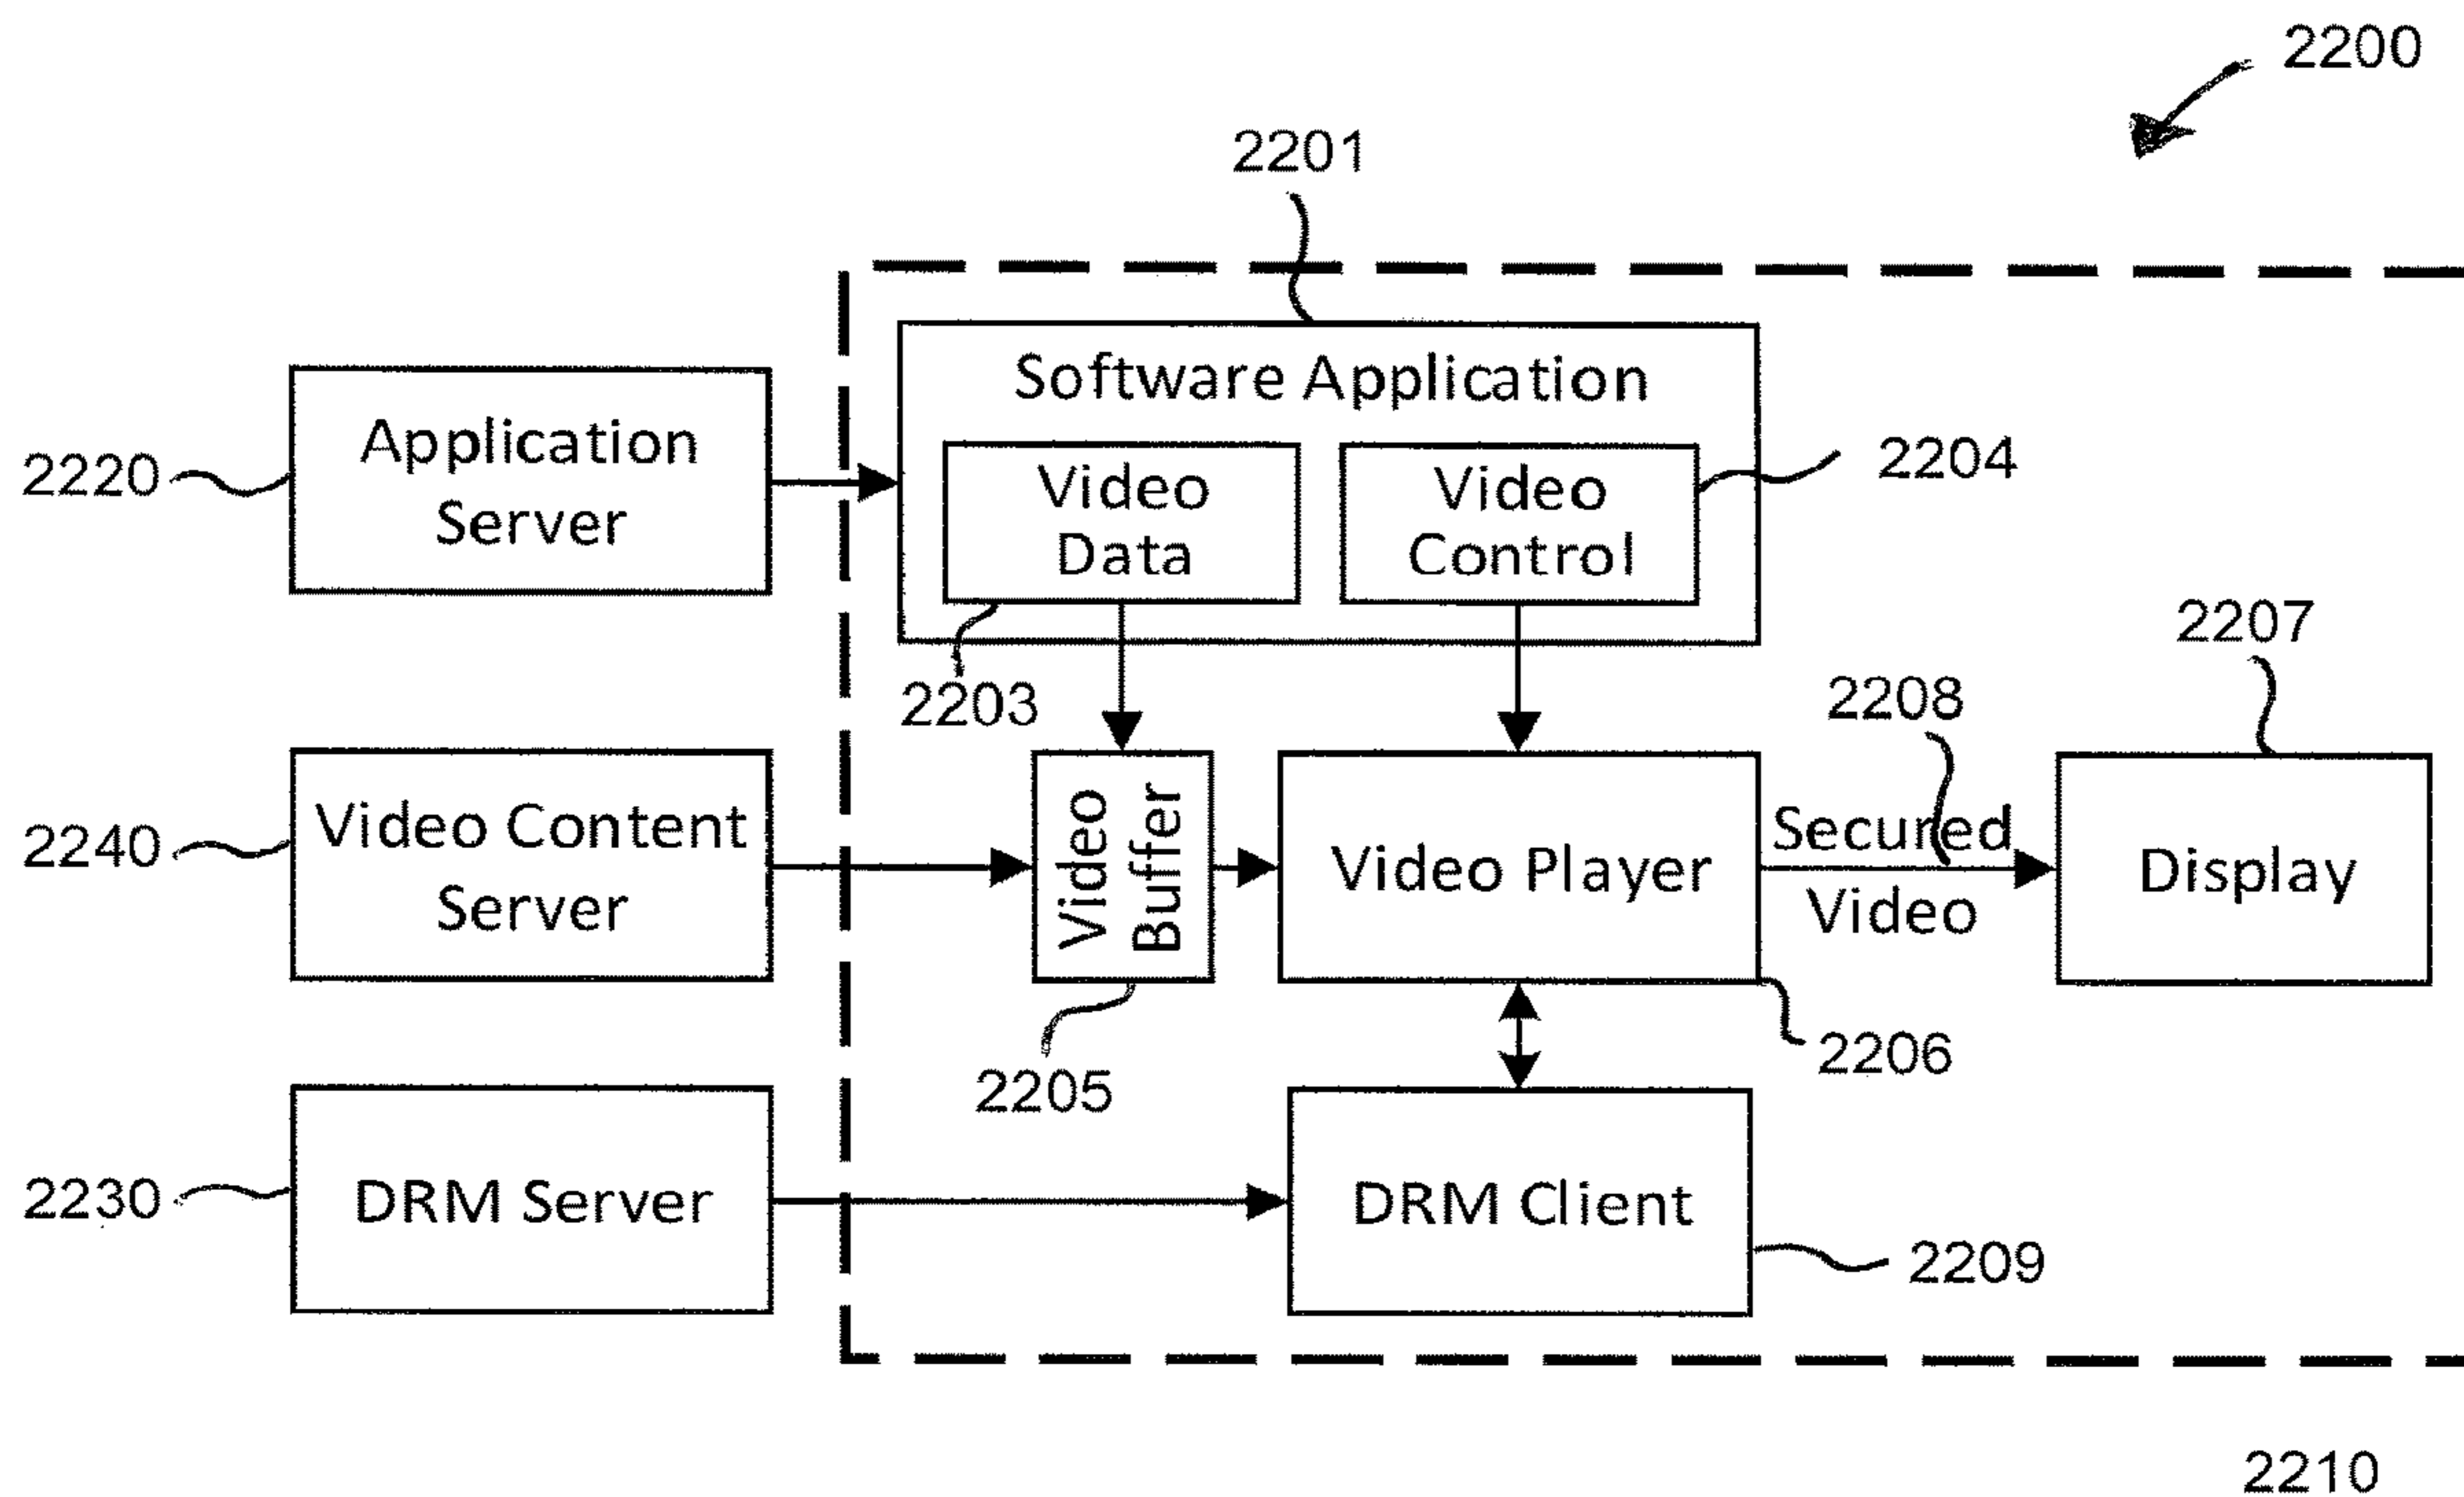 2200
2201
Software Application
Application
Server
2220
Video
Data
Video
Control
2204
2203
2207
2208
Video Content
Server
2240
Video
Buffer
Video Player
Secured
Video
Display
2205
2206
DRM Server
2230
DRM Client
2209
2210